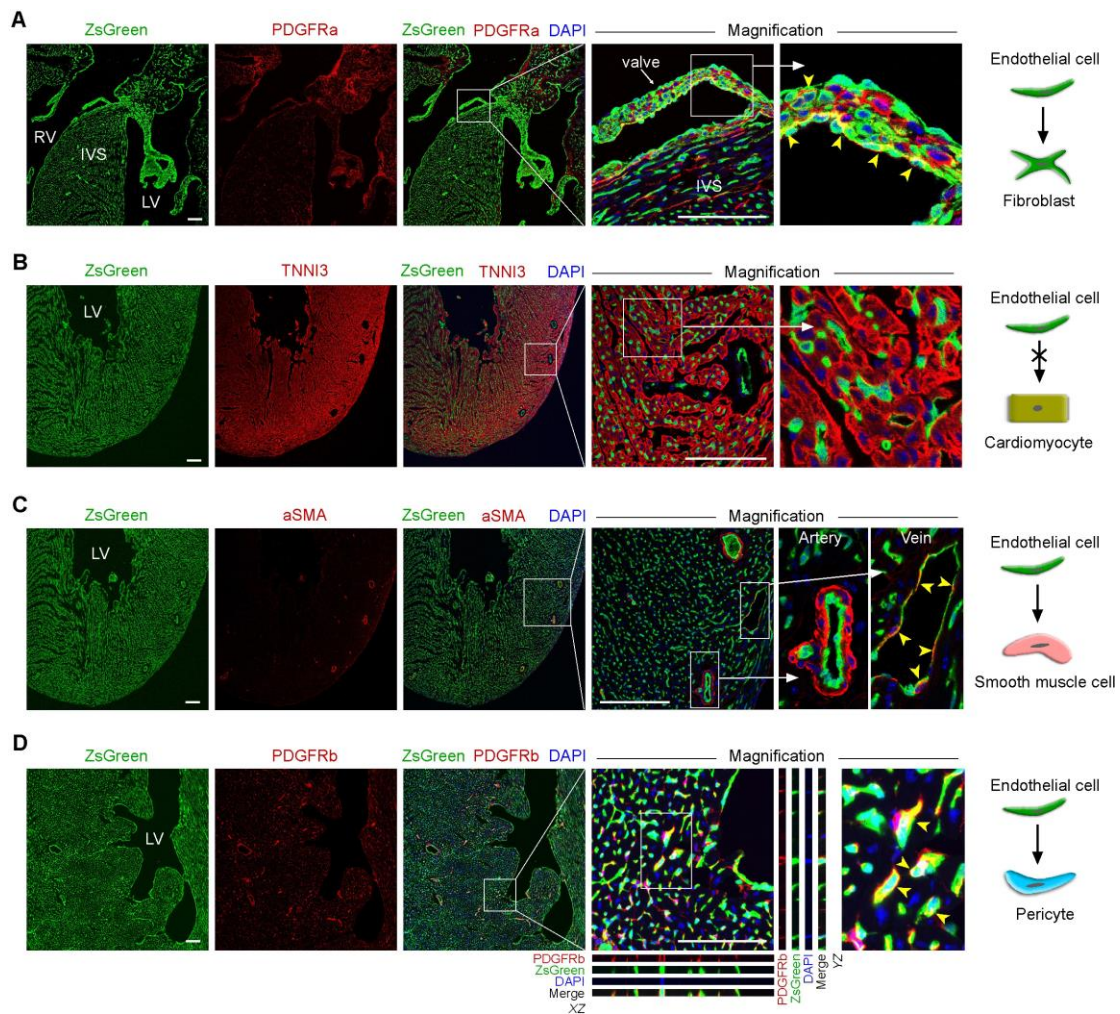 A
ZsGreen
PDGFRa
ZsGreen PDGFRa DAPI
Magnification
RV
IVS
LV
valve
IVS
Endothelial cell
Fibroblast
B
ZsGreen
TNNI3
ZsGreen TNNI3 DAPI
Magnification
LV
Endothelial cell
Cardiomyocyte
C
ZsGreen
aSMA
ZsGreen aSMA DAPI
Magnification
LV
Artery
Vein
Endothelial cell
Smooth muscle cell
D
ZsGreen
PDGFRb
ZsGreen PDGFRb DAPI
Magnification
LV
Endothelial cell
Pericyte
PDGFRb
ZsGreen
DAPI
Merge
XZ
PDGFRb
ZsGreen
DAPI
Merge
YZ